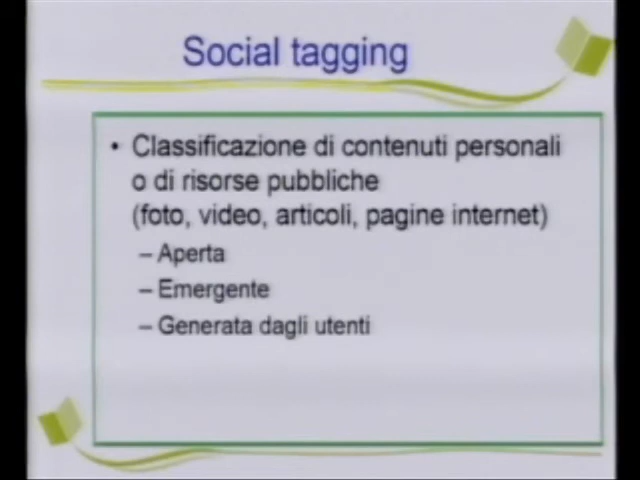 Social tagging
• Classificazione di contenuti personali
o di risorse pubbliche
(foto, video, articoli, pagine internet)
– Aperta
– Emergente
– Generata dagli utenti